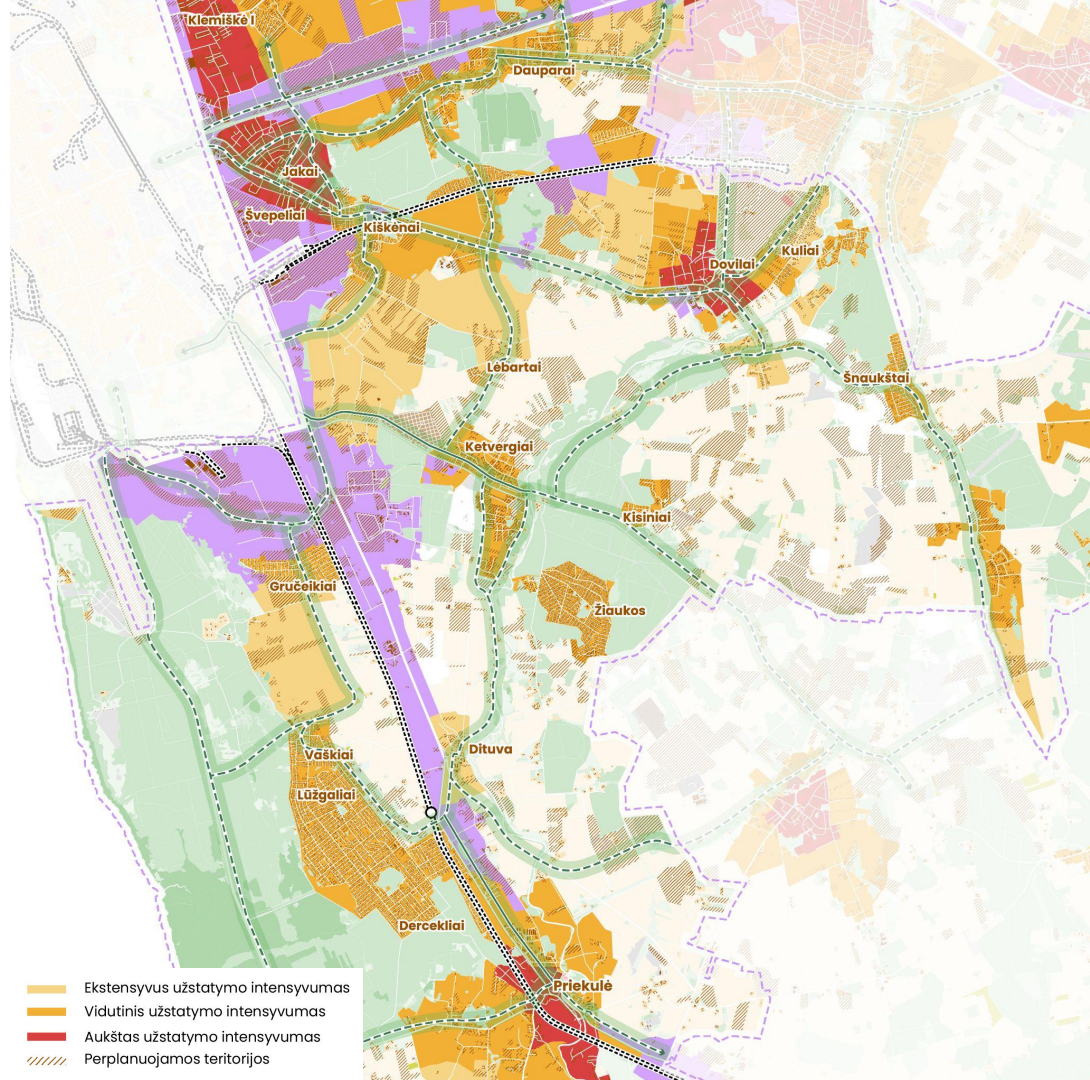 Klemiškė I
Dauparai
Jakai
Švepeliai
Kiškėnai
Kuliai
Dovilai
Lėbartai
Šnaukštai
Ketvergiai
Kisiniai
Gručeikiai
Žiaukos
Dituva
Vaškiai
Lūžgaliai
Dercekliai
Priekulė
Ekstensyvus užstatymo intensyvumas
Vidutinis užstatymo intensyvumas
Aukštas užstatymo intensyvumas
Perplanuojamos teritorijos